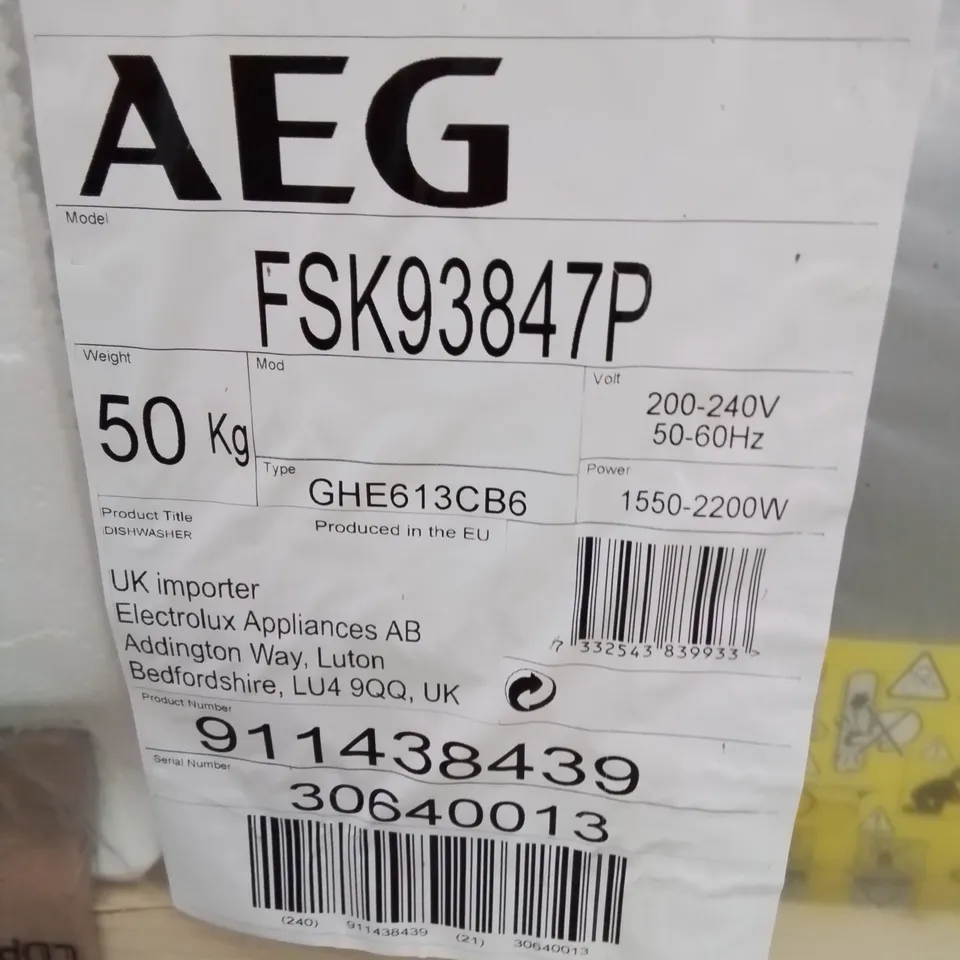 AEG
Model
FSK93847P
Weight
50 Kg
Mod
Volt
200-240V
50-60Hz
Type
GHE613CB6
Power
1550-2200W
Product Title
DISHWASHER
Produced in the EU
UK importer
Electrolux Appliances AB
Addington Way, Luton
Bedfordshire, LU4 9QQ, UK
7 332543 839933 >
Product Number
911438439
Serial Number
30640013
(240) 911438439 (21) 30640013